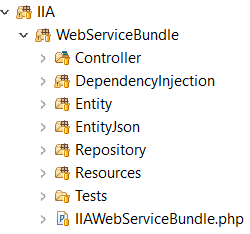 IIA
WebServiceBundle
Controller
DependencyInjection
Entity
EntityJson
Repository
Resources
Tests
IIAWebServiceBundle.php